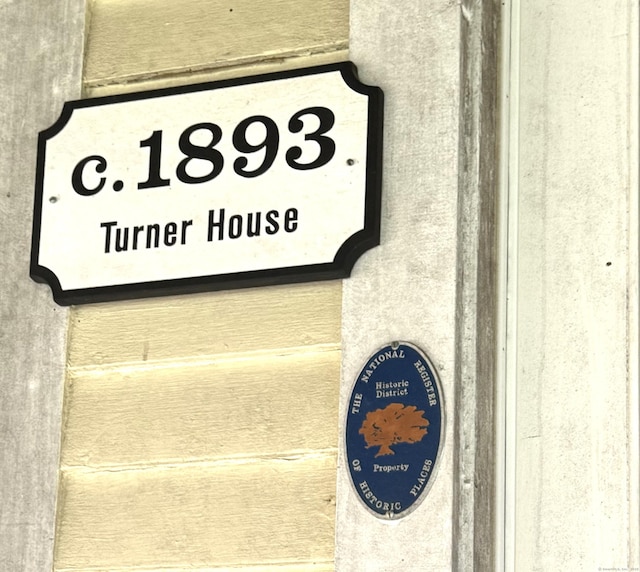 c.1893
Turner House
THE NATIONAL REGISTER
Historic
District
Property
OF HISTORIC PLACES